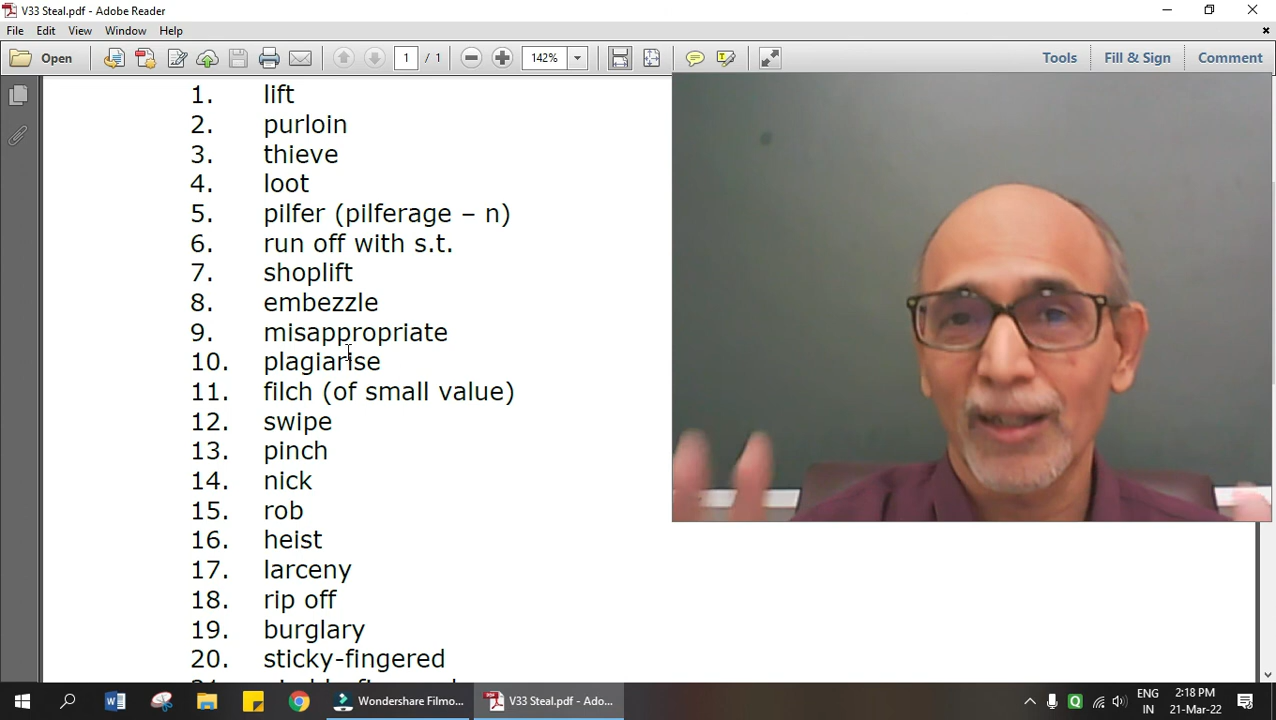 V33 Steal.pdf - Adobe Reader
File Edit View Window Help
Open 1 / 1 142% Tools Fill & Sign Comment
1. lift
2. purloin
3. thieve
4. loot
5. pilfer (pilferage – n)
6. run off with s.t.
7. shoplift
8. embezzle
9. misappropriate
10. plagiarise
11. filch (of small value)
12. swipe
13. pinch
14. nick
15. rob
16. heist
17. larceny
18. rip off
19. burglary
20. sticky-fingered
Wondershare Filmo... V33 Steal.pdf - Ado... ENG 2:18 PM
IN 21-Mar-22